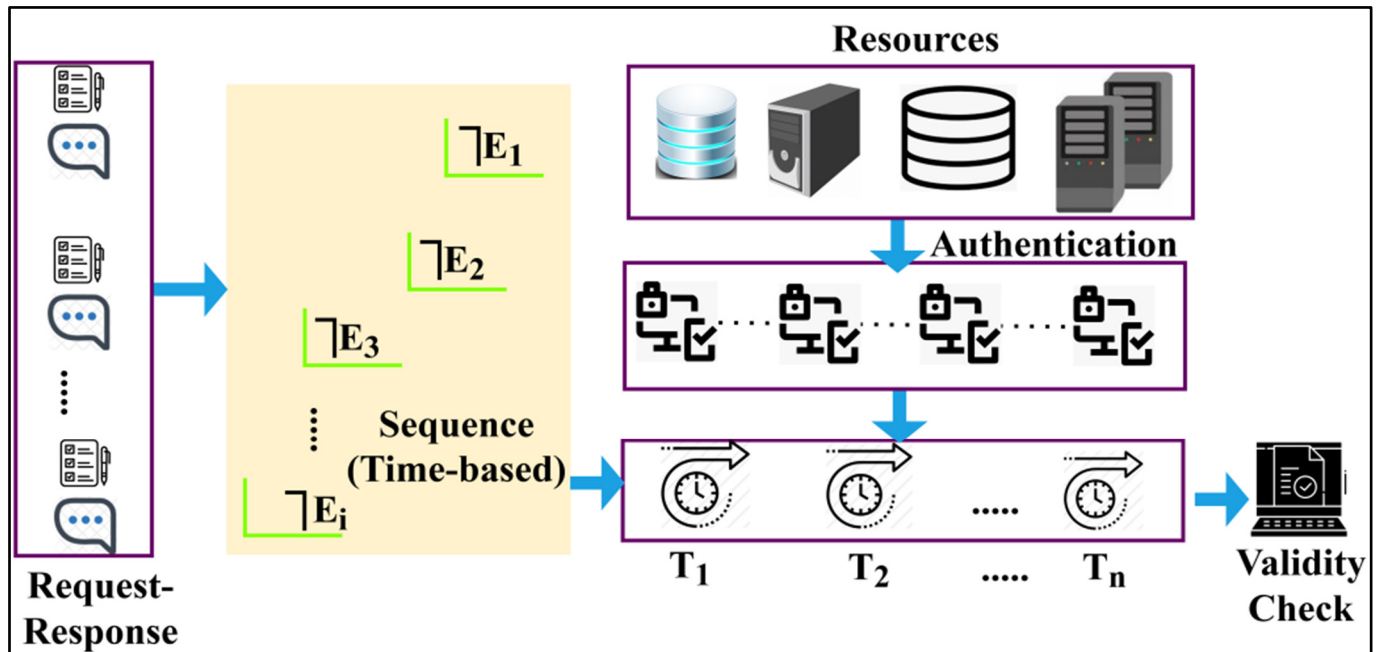 Resources
¬E1
Authentication
¬E2
¬E3
Sequence
(Time-based)
¬Ei
T1 T2 ..... Tn
Request-
Response
Validity
Check